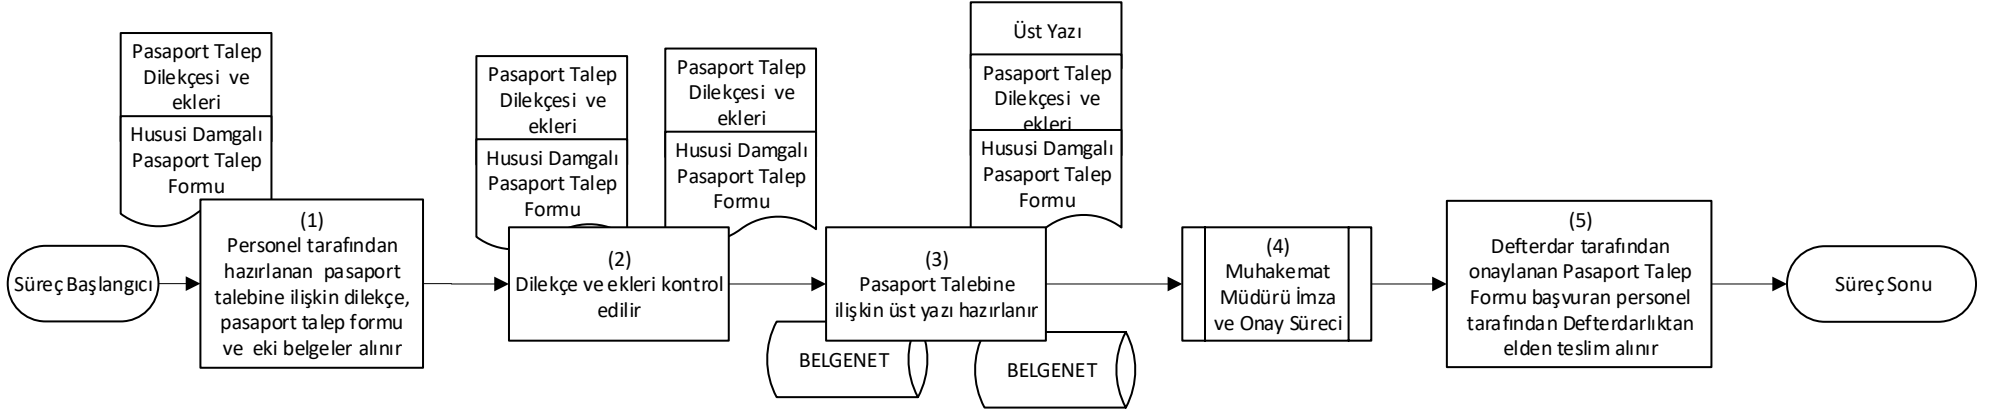 Süreç Başlangıcı
Pasaport Talep
Dilekçesi ve
ekleri
Hususi Damgalı
Pasaport Talep
Formu
(1)
Personel tarafından
hazırlanan pasaport
talebine ilişkin dilekçe,
pasaport talep formu
ve eki belgeler alınır
Pasaport Talep
Dilekçesi ve
ekleri
Hususi Damgalı
Pasaport Talep
Formu
(2)
Dilekçe ve ekleri kontrol
edilir
Pasaport Talep
Dilekçesi ve
ekleri
Hususi Damgalı
Pasaport Talep
Formu
(3)
Pasaport Talebine
ilişkin üst yazı hazırlanır
BELGENET
Üst Yazı
Pasaport Talep
Dilekçesi ve
ekleri
Hususi Damgalı
Pasaport Talep
Formu
BELGENET
(4)
Muhakemat
Müdürü İmza
ve Onay Süreci
(5)
Defterdar tarafından
onaylanan Pasaport Talep
Formu başvuran personel
tarafından Defterdarlıktan
elden teslim alınır
Süreç Sonu